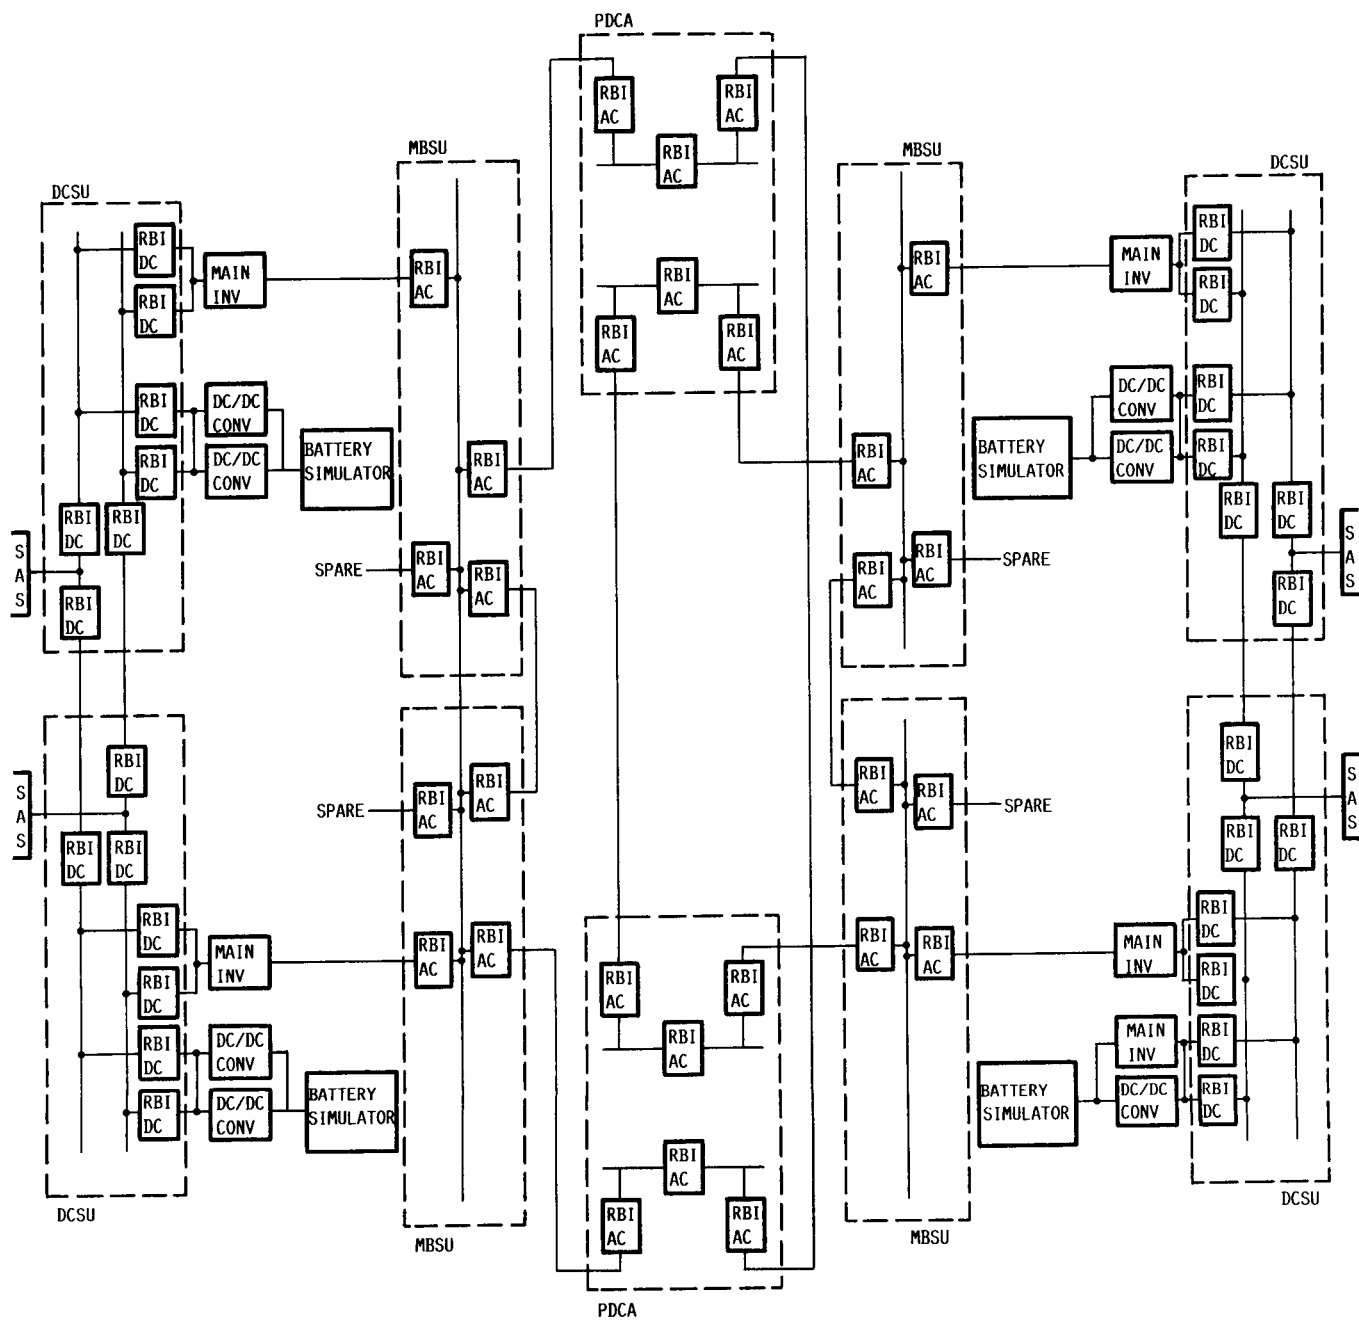 PDCA
RBI
AC
RBI
AC
RBI
AC
RBI
AC
RBI
AC
RBI
AC
DCSU
RBI
DC
RBI
DC
MAIN
INV
RBI
DC
DC/DC
CONV
RBI
DC
DC/DC
CONV
BATTERY
SIMULATOR
RBI
DC
RBI
DC
RBI
DC
S
A
S
MBSU
RBI
AC
RBI
AC
SPARE
RBI
AC
RBI
AC
MBSU
RBI
AC
RBI
AC
RBI
AC
SPARE
RBI
AC
DCSU
MAIN
INV
RBI
DC
RBI
DC
DC/DC
CONV
RBI
DC
BATTERY
SIMULATOR
DC/DC
CONV
RBI
DC
RBI
DC
RBI
DC
RBI
DC
S
A
S
S
A
S
RBI
DC
RBI
DC
RBI
DC
RBI
DC
RBI
DC
MAIN
INV
RBI
DC
DC/DC
CONV
RBI
DC
DC/DC
CONV
BATTERY
SIMULATOR
DCSU
RBI
AC
SPARE
RBI
AC
RBI
AC
RBI
AC
MBSU
RBI
AC
RBI
AC
RBI
AC
RBI
AC
RBI
AC
RBI
AC
PDCA
RBI
AC
RBI
AC
SPARE
RBI
AC
RBI
AC
MBSU
RBI
DC
RBI
DC
RBI
DC
S
A
S
MAIN
INV
RBI
DC
RBI
DC
MAIN
INV
RBI
DC
BATTERY
SIMULATOR
DC/DC
CONV
RBI
DC
DCSU